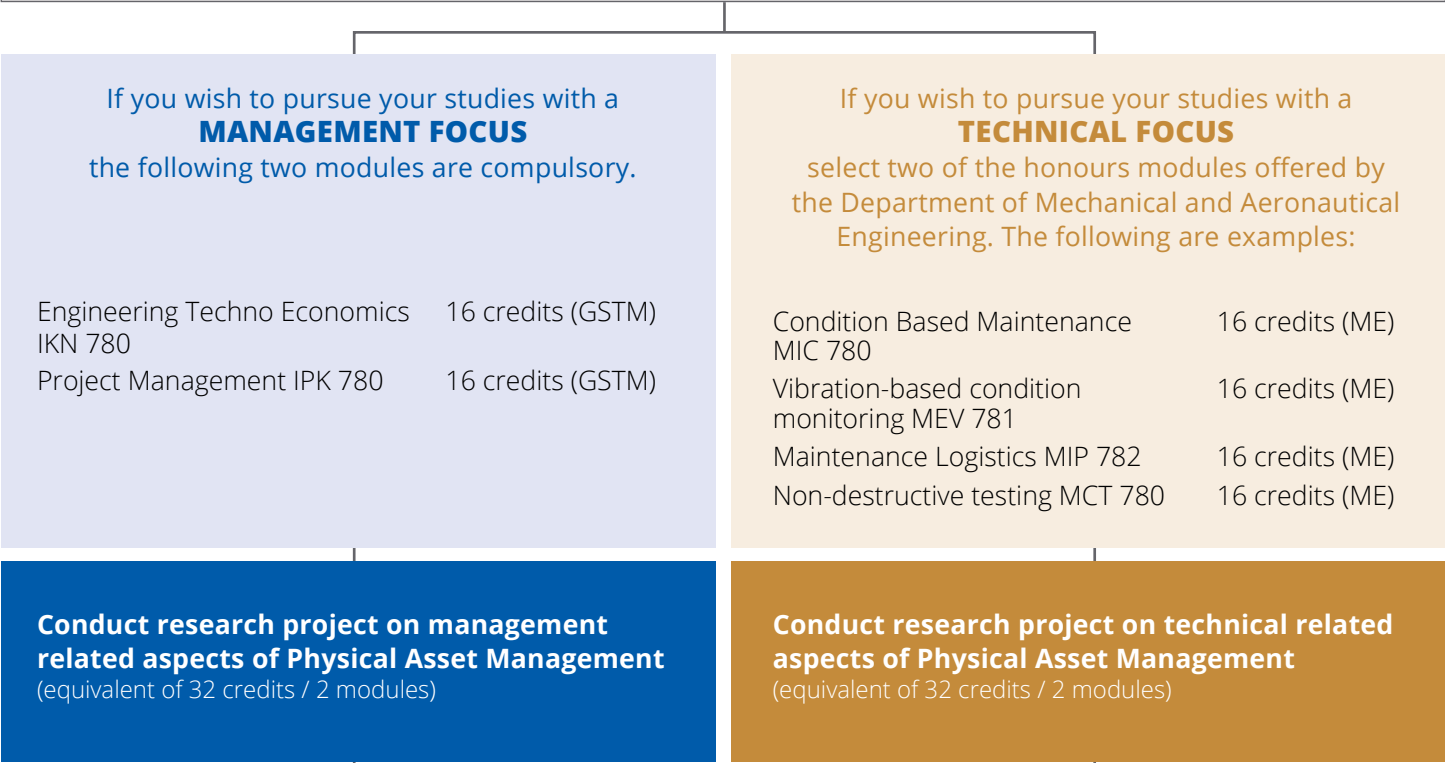 If you wish to pursue your studies with a
MANAGEMENT FOCUS
the following two modules are compulsory.
Engineering Techno Economics 16 credits (GSTM)
IKN 780
Project Management IPK 780 16 credits (GSTM)
If you wish to pursue your studies with a
TECHNICAL FOCUS
select two of the honours modules offered by
the Department of Mechanical and Aeronautical
Engineering. The following are examples:
Condition Based Maintenance 16 credits (ME)
MIC 780
Vibration-based condition 16 credits (ME)
monitoring MEV 781
Maintenance Logistics MIP 782 16 credits (ME)
Non-destructive testing MCT 780 16 credits (ME)
Conduct research project on management
related aspects of Physical Asset Management
(equivalent of 32 credits / 2 modules)
Conduct research project on technical related
aspects of Physical Asset Management
(equivalent of 32 credits / 2 modules)